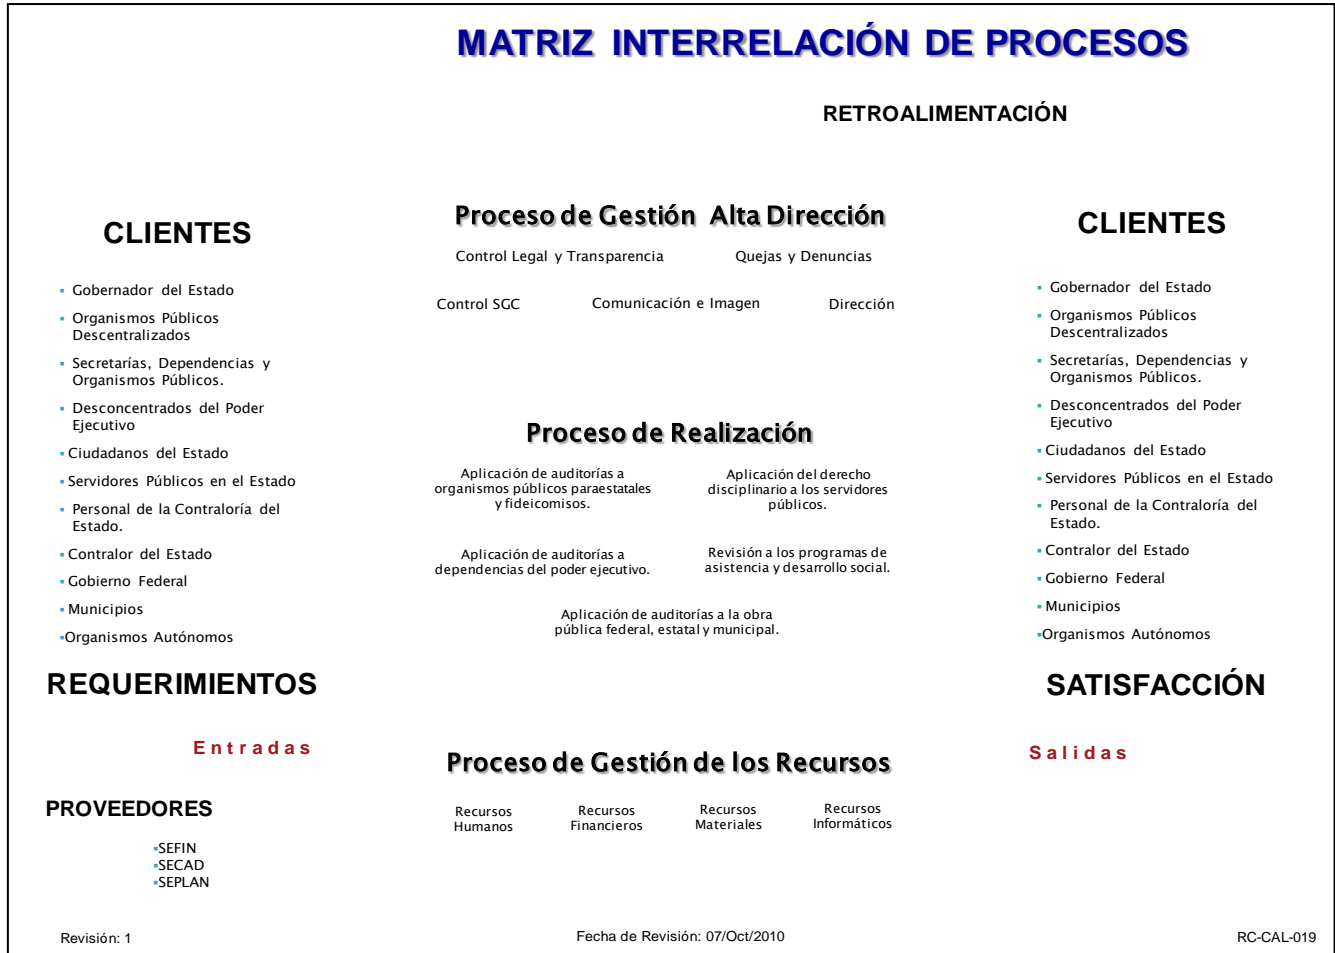 MATRIZ INTERRELACIÓN DE PROCESOS
RETROALIMENTACIÓN
CLIENTES
▪ Gobernador del Estado
▪ Organismos Públicos
Descentralizados
▪ Secretarías, Dependencias y
Organismos Públicos.
▪ Desconcentrados del Poder
Ejecutivo
▪ Ciudadanos del Estado
▪ Servidores Públicos en el Estado
▪ Personal de la Contraloría del
Estado.
▪ Contralor del Estado
▪ Gobierno Federal
▪ Municipios
▪Organismos Autónomos
REQUERIMIENTOS
Entradas
PROVEEDORES
▪SEFIN
▪SECAD
▪SEPLAN
Proceso de Gestión Alta Dirección
Control Legal y Transparencia
Quejas y Denuncias
Control SGC
Comunicación e Imagen
Dirección
Proceso de Realización
Aplicación de auditorías a
organismos públicos paraestatales
y fideicomisos.
Aplicación del derecho
disciplinario a los servidores
públicos.
Aplicación de auditorías a
dependencias del poder ejecutivo.
Revisión a los programas de
asistencia y desarrollo social.
Aplicación de auditorías a la obra
pública federal, estatal y municipal.
Proceso de Gestión de los Recursos
Recursos
Humanos
Recursos
Financieros
Recursos
Materiales
Recursos
Informáticos
CLIENTES
▪ Gobernador del Estado
▪ Organismos Públicos
Descentralizados
▪ Secretarías, Dependencias y
Organismos Públicos.
▪ Desconcentrados del Poder
Ejecutivo
▪ Ciudadanos del Estado
▪ Servidores Públicos en el Estado
▪ Personal de la Contraloría del
Estado.
▪ Contralor del Estado
▪ Gobierno Federal
▪ Municipios
▪Organismos Autónomos
SATISFACCIÓN
Salidas
Revisión: 1
Fecha de Revisión: 07/Oct/2010
RC-CAL-019